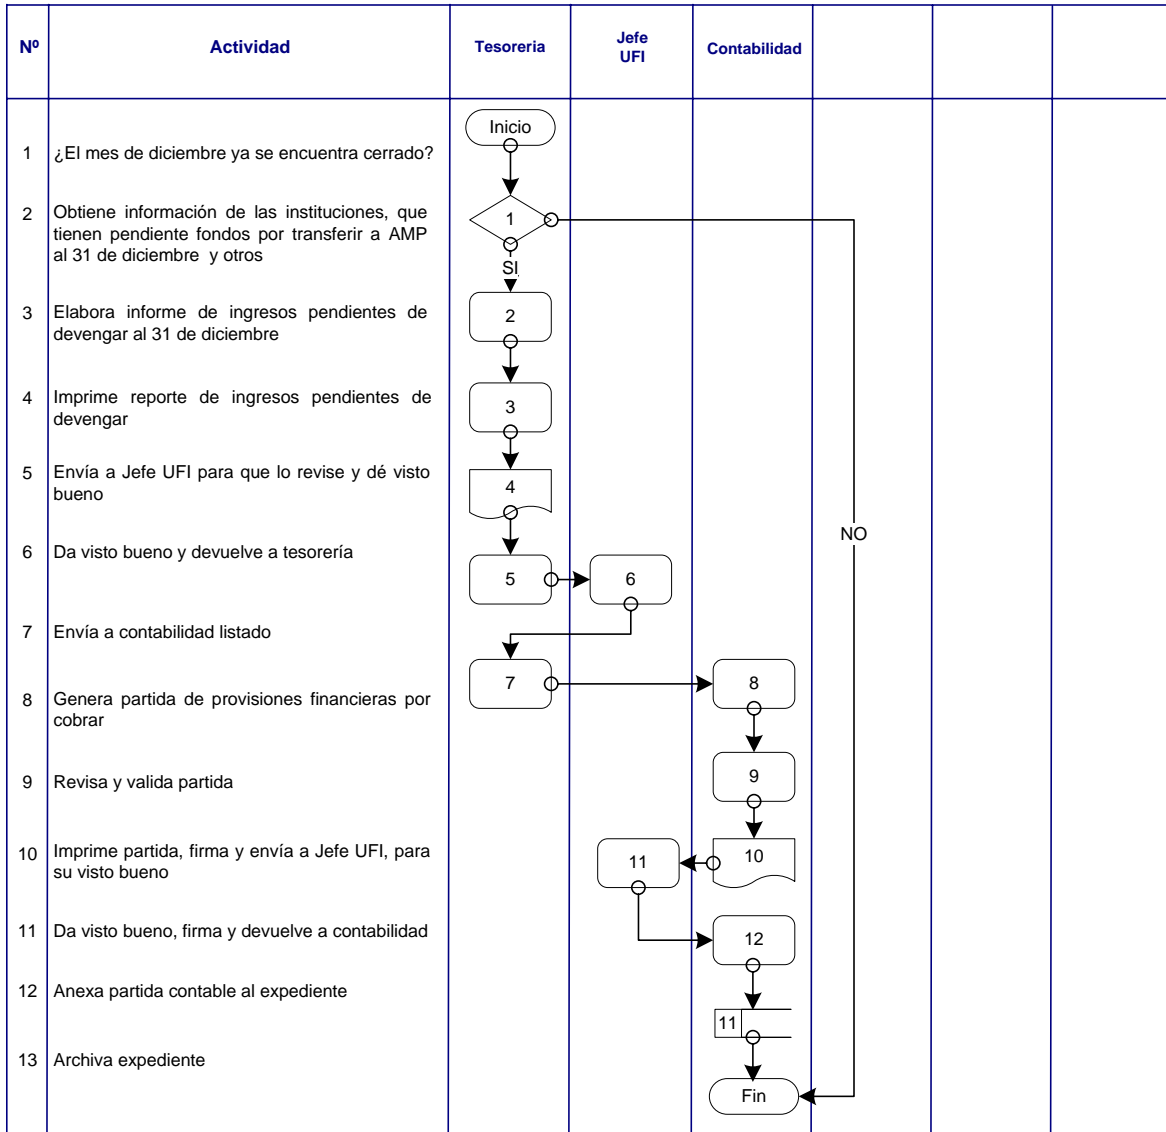 Nº
Actividad
Tesoreria
Jefe
UFI
Contabilidad
Inicio
1
¿El mes de diciembre ya se encuentra cerrado?
2
Obtiene información de las instituciones, que
tienen pendiente fondos por transferir a AMP
al 31 de diciembre y otros
1
SI
3
Elabora informe de ingresos pendientes de
devengar al 31 de diciembre
2
4
Imprime reporte de ingresos pendientes de
devengar
3
5
Envía a Jefe UFI para que lo revise y dé visto
bueno
4
NO
6
Da visto bueno y devuelve a tesorería
5
6
7
Envía a contabilidad listado
7
8
8
Genera partida de provisiones financieras por
cobrar
9
Revisa y valida partida
9
10
Imprime partida, firma y envía a Jefe UFI, para
su visto bueno
11
10
11
Da visto bueno, firma y devuelve a contabilidad
12
12
Anexa partida contable al expediente
11
13
Archiva expediente
Fin